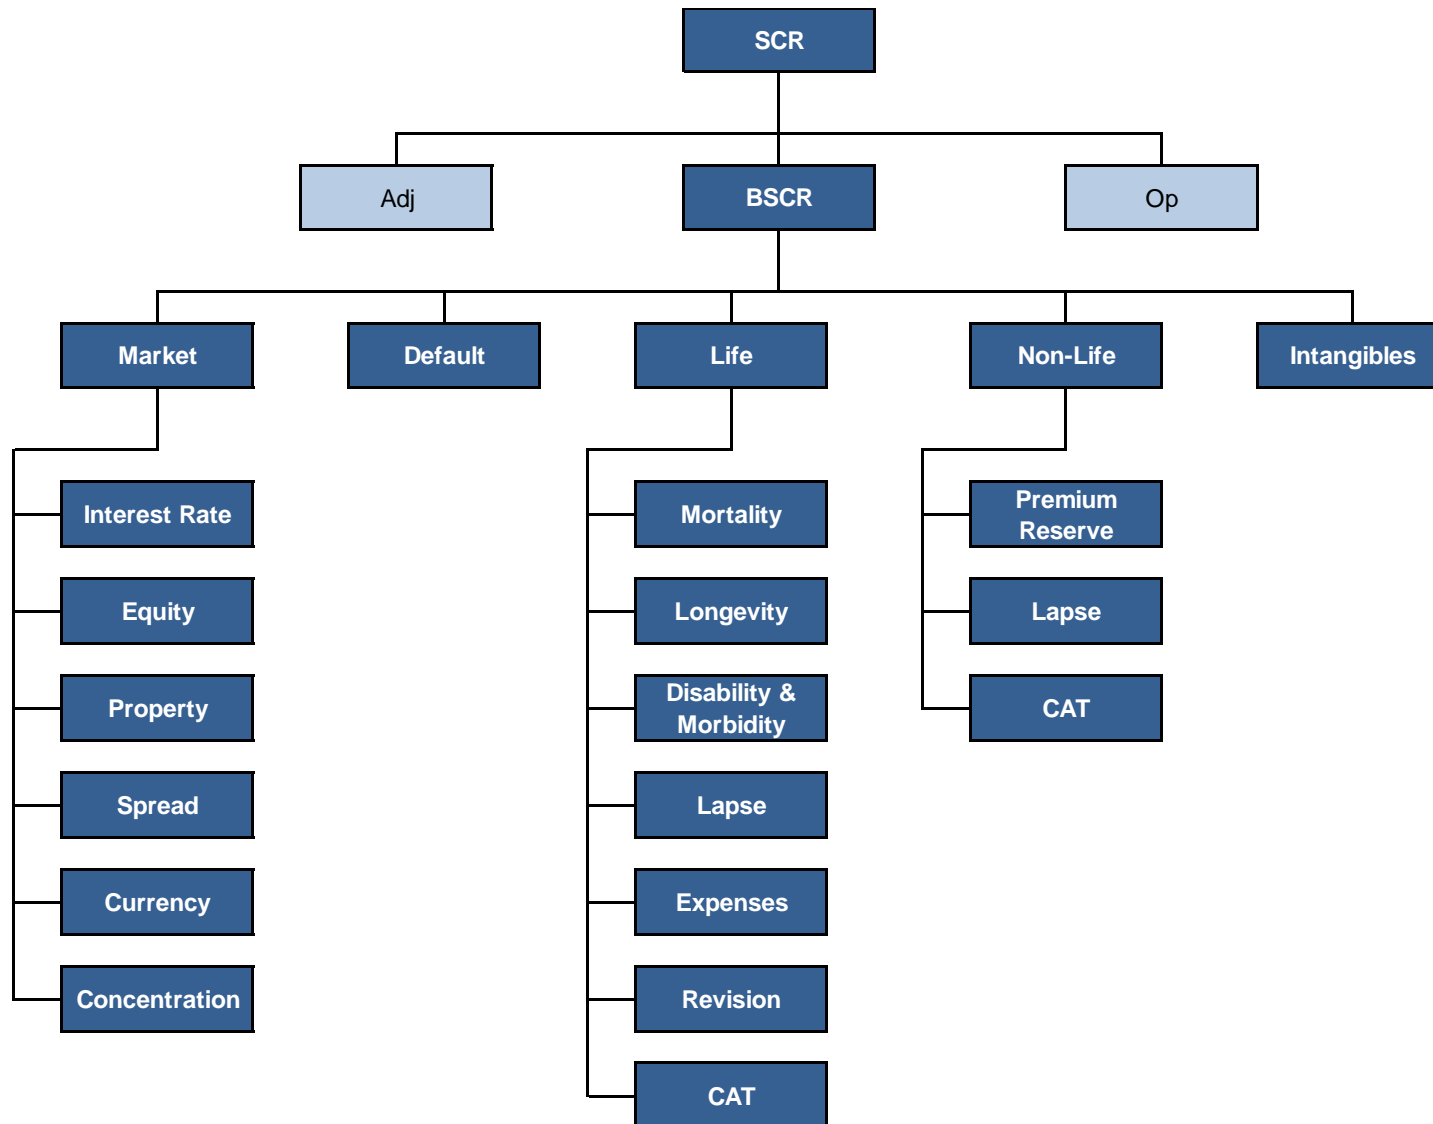 SCR
Adj
BSCR
Op
Market
Default
Life
Non-Life
Intangibles
Interest Rate
Mortality
Premium
Reserve
Equity
Longevity
Lapse
Property
Disability &
Morbidity
CAT
Spread
Lapse
Currency
Expenses
Concentration
Revision
CAT